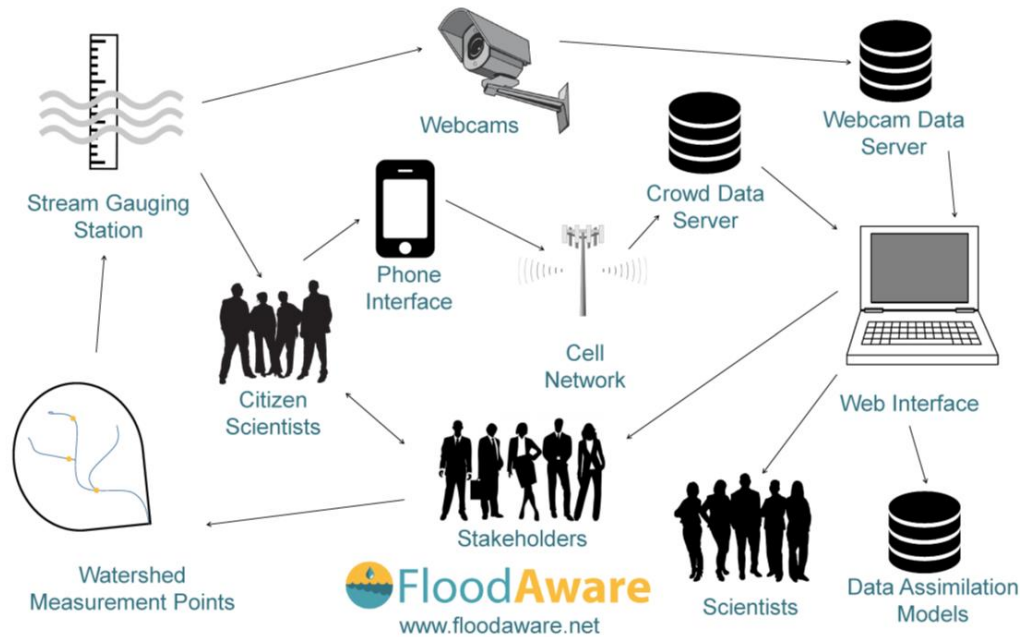 Webcams
Webcam Data
Server
Stream Gauging
Station
Crowd Data
Server
Phone
Interface
Cell
Network
Citizen
Scientists
Web Interface
Stakeholders
Watershed
Measurement Points
Scientists
Data Assimilation
Models
FloodAware
www.floodaware.net